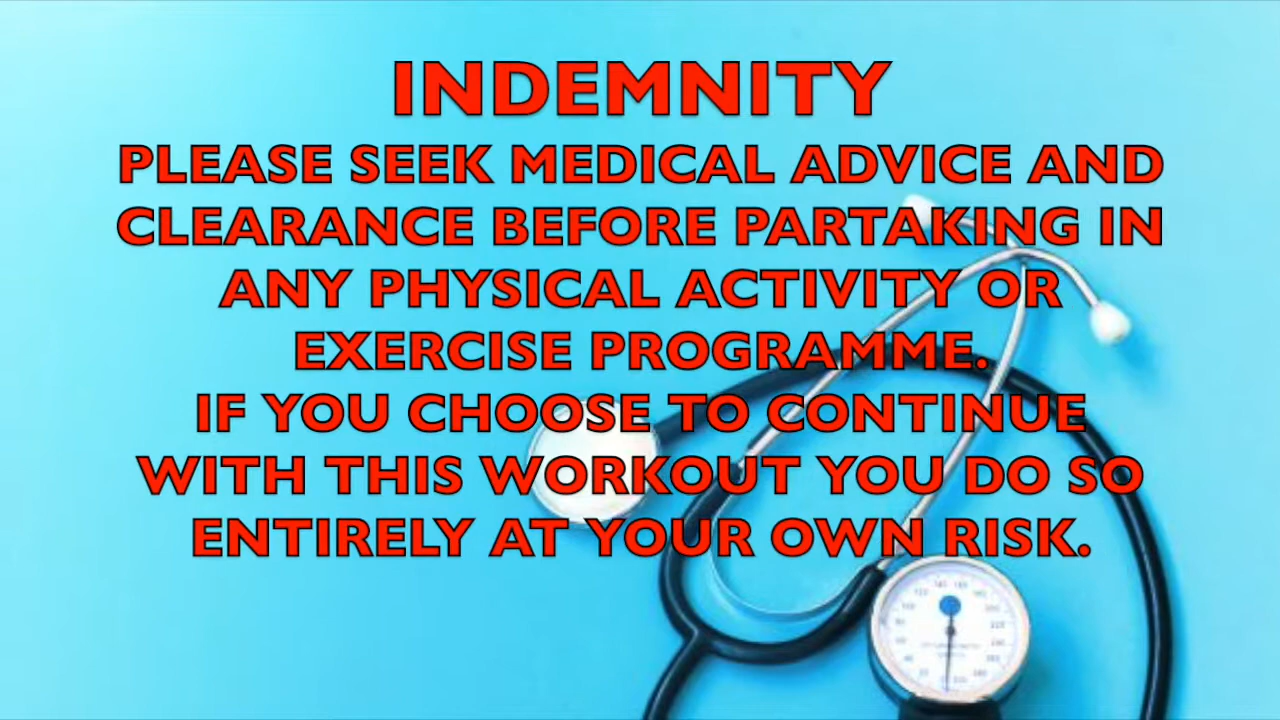 INDEMNITY
PLEASE SEEK MEDICAL ADVICE AND
CLEARANCE BEFORE PARTAKING IN
ANY PHYSICAL ACTIVITY OR
EXERCISE PROGRAMME.
IF YOU CHOOSE TO CONTINUE
WITH THIS WORKOUT YOU DO SO
ENTIRELY AT YOUR OWN RISK.